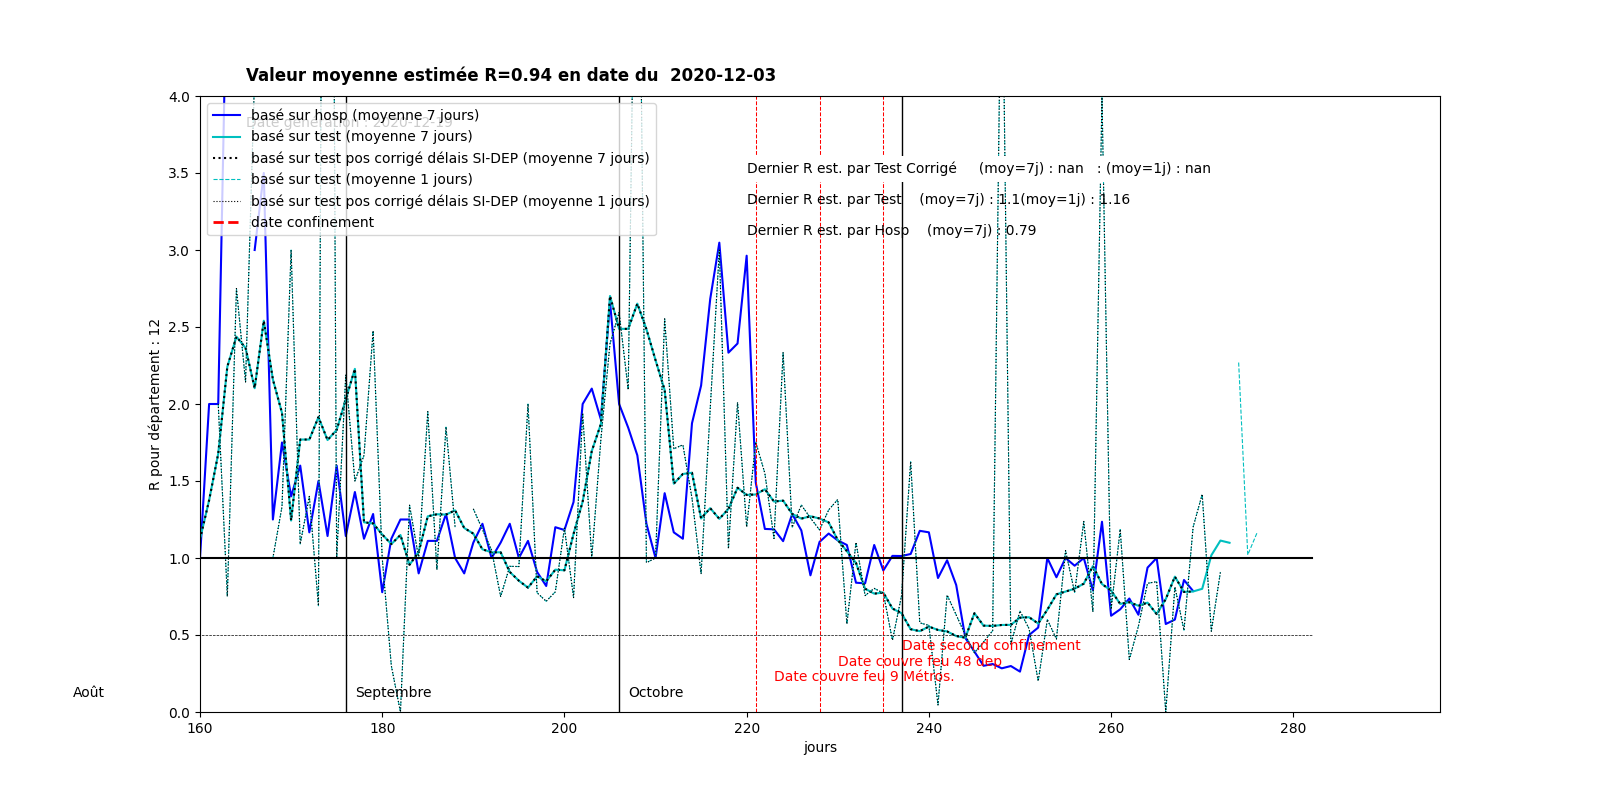 Valeur moyenne estimée R=0.94 en date du  2020-12-03
4.0
3.5
3.0
2.5
2.0
1.5
1.0
0.5
0.0
R pour département : 12
basé sur hosp (moyenne 7 jours)
basé sur test (moyenne 7 jours)
basé sur test pos corrigé délais SI-DEP (moyenne 7 jours)
basé sur test (moyenne 1 jours)
basé sur test pos corrigé délais SI-DEP (moyenne 1 jours)
date confinement
Dernier R est. par Test Corrigé     (moy=7j) : nan   : (moy=1j) : nan
Dernier R est. par Test    (moy=7j) : 1.1(moy=1j) : 1.16
Dernier R est. par Hosp    (moy=7j) : 0.79
Date second confinement
Date couvre feu 48 dep
Date couvre feu 9 Métros.
Août
Septembre
Octobre
160
180
200
220
240
260
280
jours